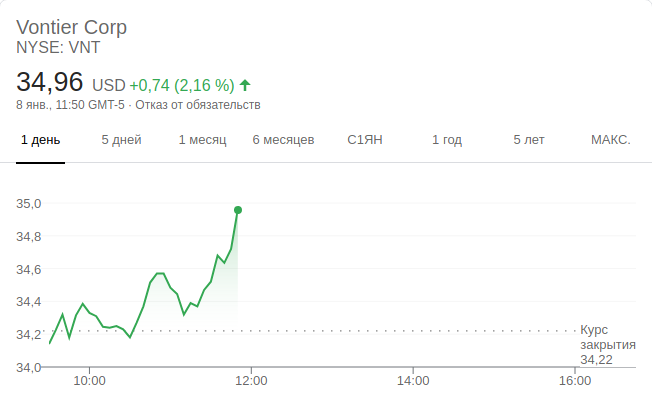 Vontier Corp
NYSE: VNT
34,96 USD +0,74 (2,16 %)
8 янв., 11:50 GMT-5 · Отказ от обязательств
1 день 5 дней 1 месяц 6 месяцев С1ЯН 1 год 5 лет МАКС.
35,0
34,8
34,6
34,4
34,2
34,0
Курс
закрытия
34,22
10:00 12:00 14:00 16:00